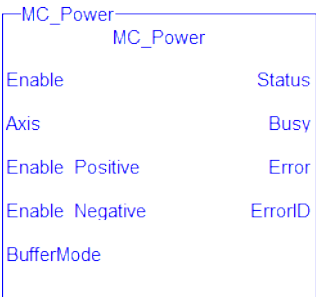 MC_Power
MC_Power
Enable Status
Axis Busy
Enable Positive Error
Enable Negative ErrorID
BufferMode